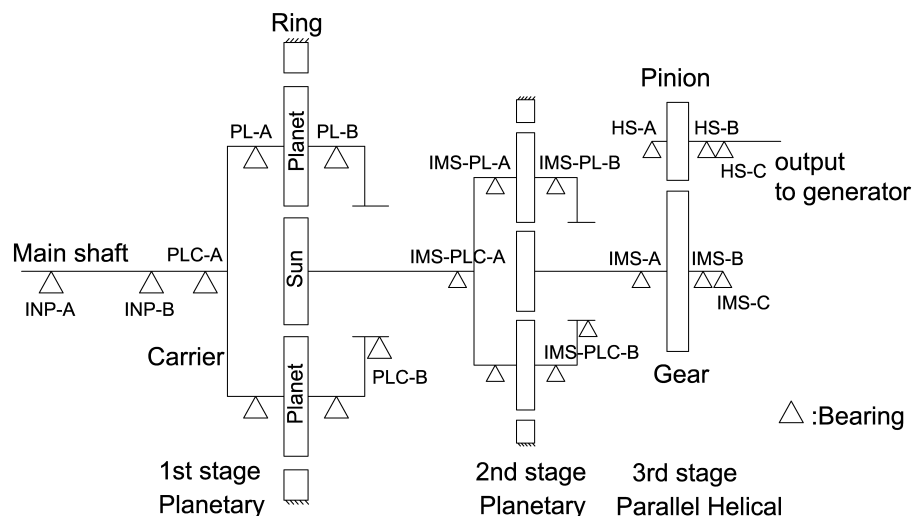 Ring
Pinion
PL-A
PL-B
Planet
HS-A
HS-B
HS-C
output
to generator
IMS-PL-A
IMS-PL-B
Main shaft
PLC-A
Sun
IMS-PLC-A
IMS-A
IMS-B
INP-A
INP-B
IMS-C
Carrier
PLC-B
Planet
IMS-PLC-B
Gear
:Bearing
1st stage
Planetary
2nd stage
Planetary
3rd stage
Parallel Helical